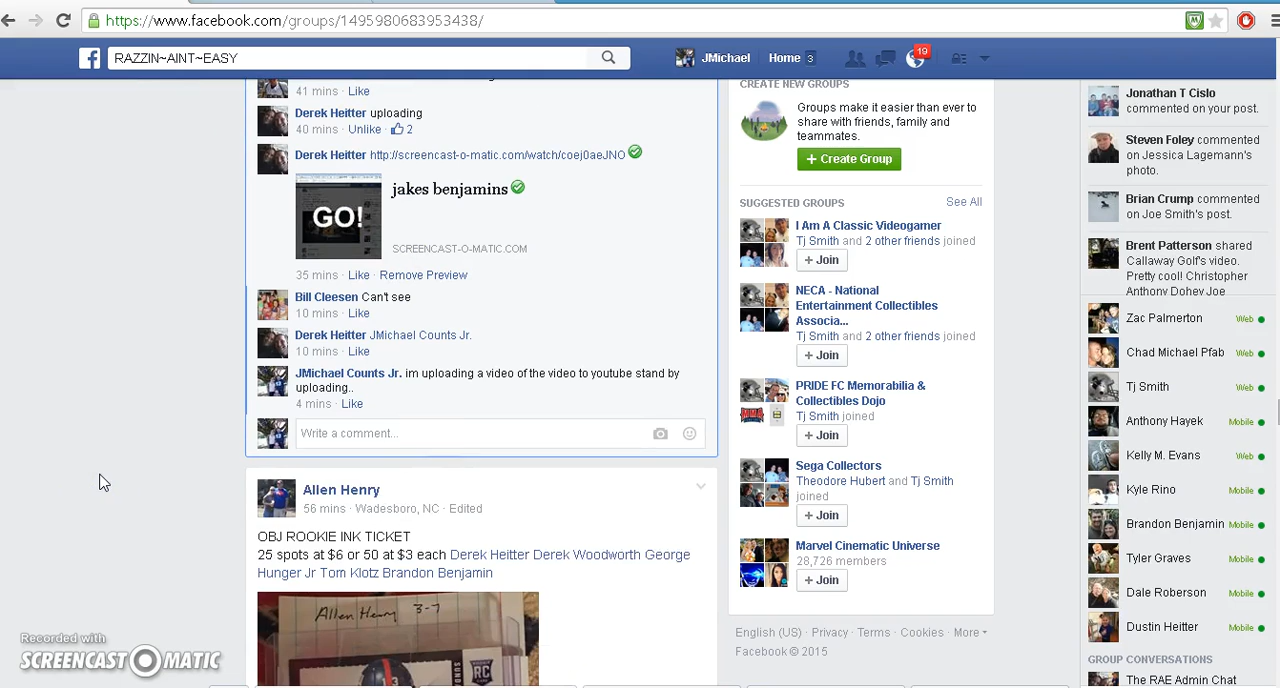 https://www.facebook.com/groups/1495980683953438/
RAZZIN~AINT~EASY
JMichael
Home 3
19
41 mins · Like
Derek Heitter uploading
40 mins · Unlike · 2
Derek Heitter http://screencast-o-matic.com/watch/coej0aeJNO
GO!
jakes benjamins
SCREENCAST-O-MATIC.COM
35 mins · Like · Remove Preview
Bill Cleesen Can't see
10 mins · Like
Derek Heitter JMichael Counts Jr.
10 mins · Like
JMichael Counts Jr. im uploading a video of the video to youtube stand by
uploading..
4 mins · Like
Write a comment...
Allen Henry
56 mins · Wadesboro, NC · Edited
OBJ ROOKIE INK TICKET
25 spots at $6 or 50 at $3 each Derek Heitter Derek Woodworth George
Hunger Jr Tom Klotz Brandon Benjamin
Allen Henry 3-7
RC
Recorded with
SCREENCAST-O-MATIC
CREATE NEW GROUPS
Groups make it easier than ever to
share with friends, family and
teammates.
+ Create Group
SUGGESTED GROUPS
See All
I Am A Classic Videogamer
Tj Smith and 2 other friends joined
+ Join
NECA - National
Entertainment Collectibles
Associa...
Tj Smith and 2 other friends joined
+ Join
PRIDE FC Memorabilia &
Collectibles Dojo
Tj Smith joined
+ Join
Sega Collectors
Theodore Hubert and Tj Smith
joined
+ Join
Marvel Cinematic Universe
28,726 members
+ Join
English (US) · Privacy · Terms · Cookies · More
Facebook © 2015
Jonathan T Cislo
commented on your post.
Steven Foley commented
on Jessica Lagemann's
photo.
Brian Crump commented
on Joe Smith's post.
Brent Patterson shared
Callaway Golf's video.
Pretty cool! Christopher
Anthony Dohey Joe
Zac Palmerton Web
Chad Michael Pfab Web
Tj Smith Web
Anthony Hayek Mobile
Kelly M. Evans Web
Kyle Rino Mobile
Brandon Benjamin Mobile
Tyler Graves Mobile
Dale Roberson Mobile
Dustin Heitter Mobile
GROUP CONVERSATIONS
The RAE Admin Chat